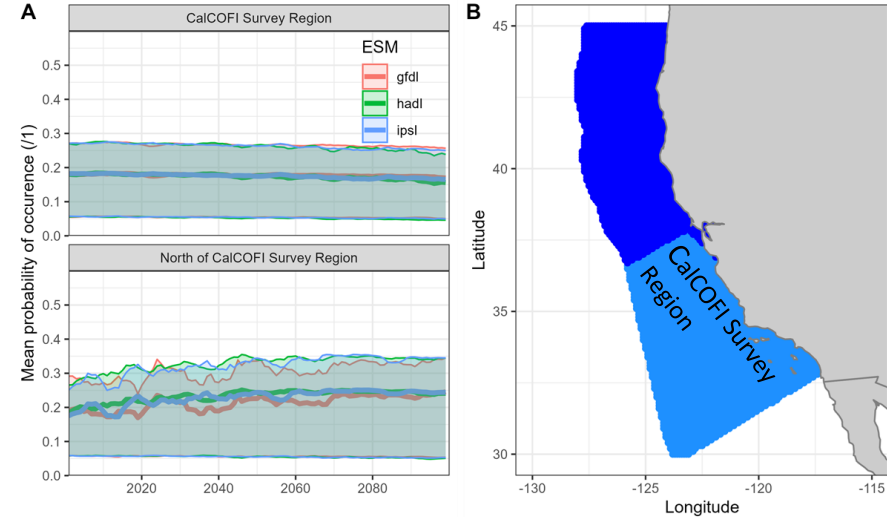 A
CalCOFI Survey Region
ESM
gfdl
hadl
ipsl
0.5
0.4
0.3
0.2
0.1
0.0
North of CalCOFI Survey Region
0.5
0.4
0.3
0.2
0.1
0.0
2020
2040
2060
2080
Mean probability of occurence (/1)
B
45
40
35
30
Latitude
CalCOFI Survey
Region
-130
-125
-120
-115
Longitude